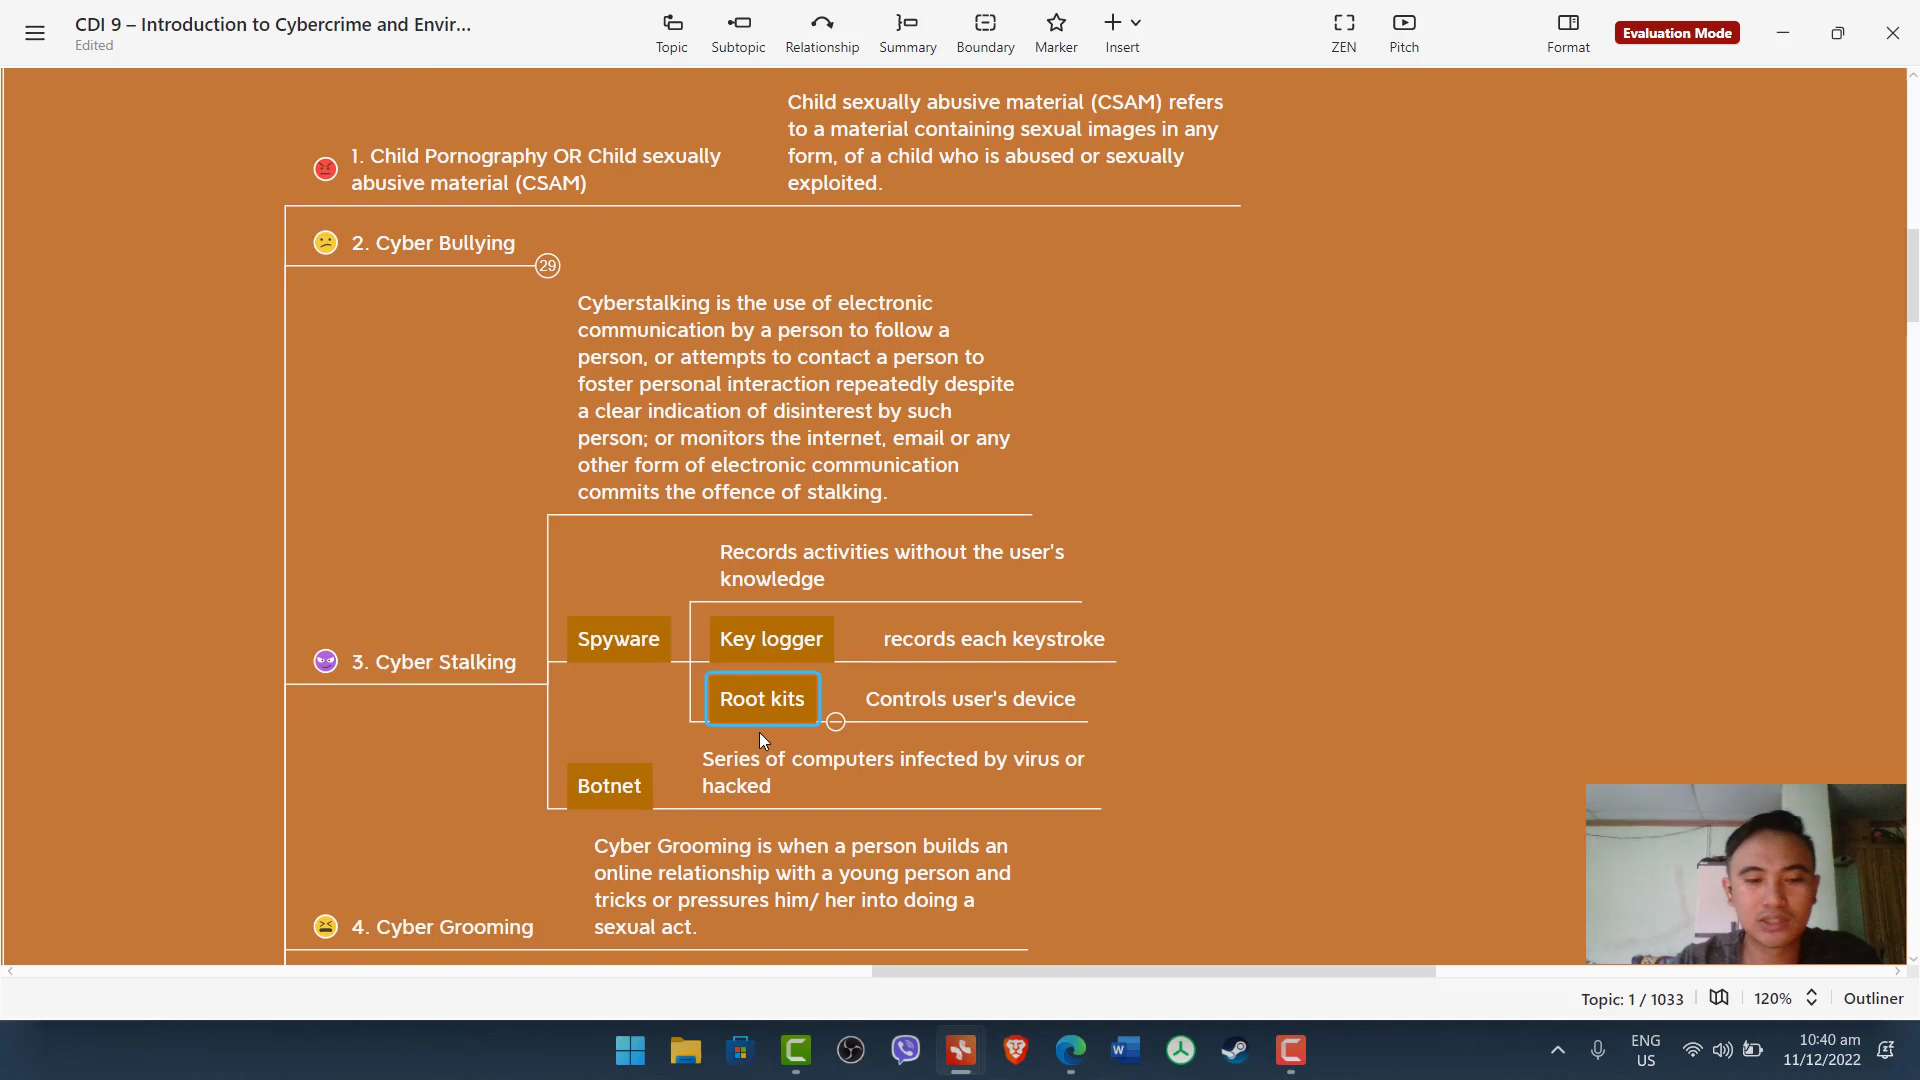 CDI 9 – Introduction to Cybercrime and Envir...
Edited
Topic
Subtopic
Relationship
Summary
Boundary
Marker
Insert
ZEN
Pitch
Format
Evaluation Mode
Child sexually abusive material (CSAM) refers
to a material containing sexual images in any
form, of a child who is abused or sexually
exploited.
1. Child Pornography OR Child sexually
abusive material (CSAM)
2. Cyber Bullying
29
Cyberstalking is the use of electronic
communication by a person to follow a
person, or attempts to contact a person to
foster personal interaction repeatedly despite
a clear indication of disinterest by such
person; or monitors the internet, email or any
other form of electronic communication
commits the offence of stalking.
Records activities without the user's
knowledge
Spyware
Key logger
records each keystroke
3. Cyber Stalking
Root kits
Controls user's device
Series of computers infected by virus or
hacked
Botnet
Cyber Grooming is when a person builds an
online relationship with a young person and
tricks or pressures him/ her into doing a
sexual act.
4. Cyber Grooming
Topic: 1 / 1033
120%
Outliner
ENG
US
10:40 am
11/12/2022